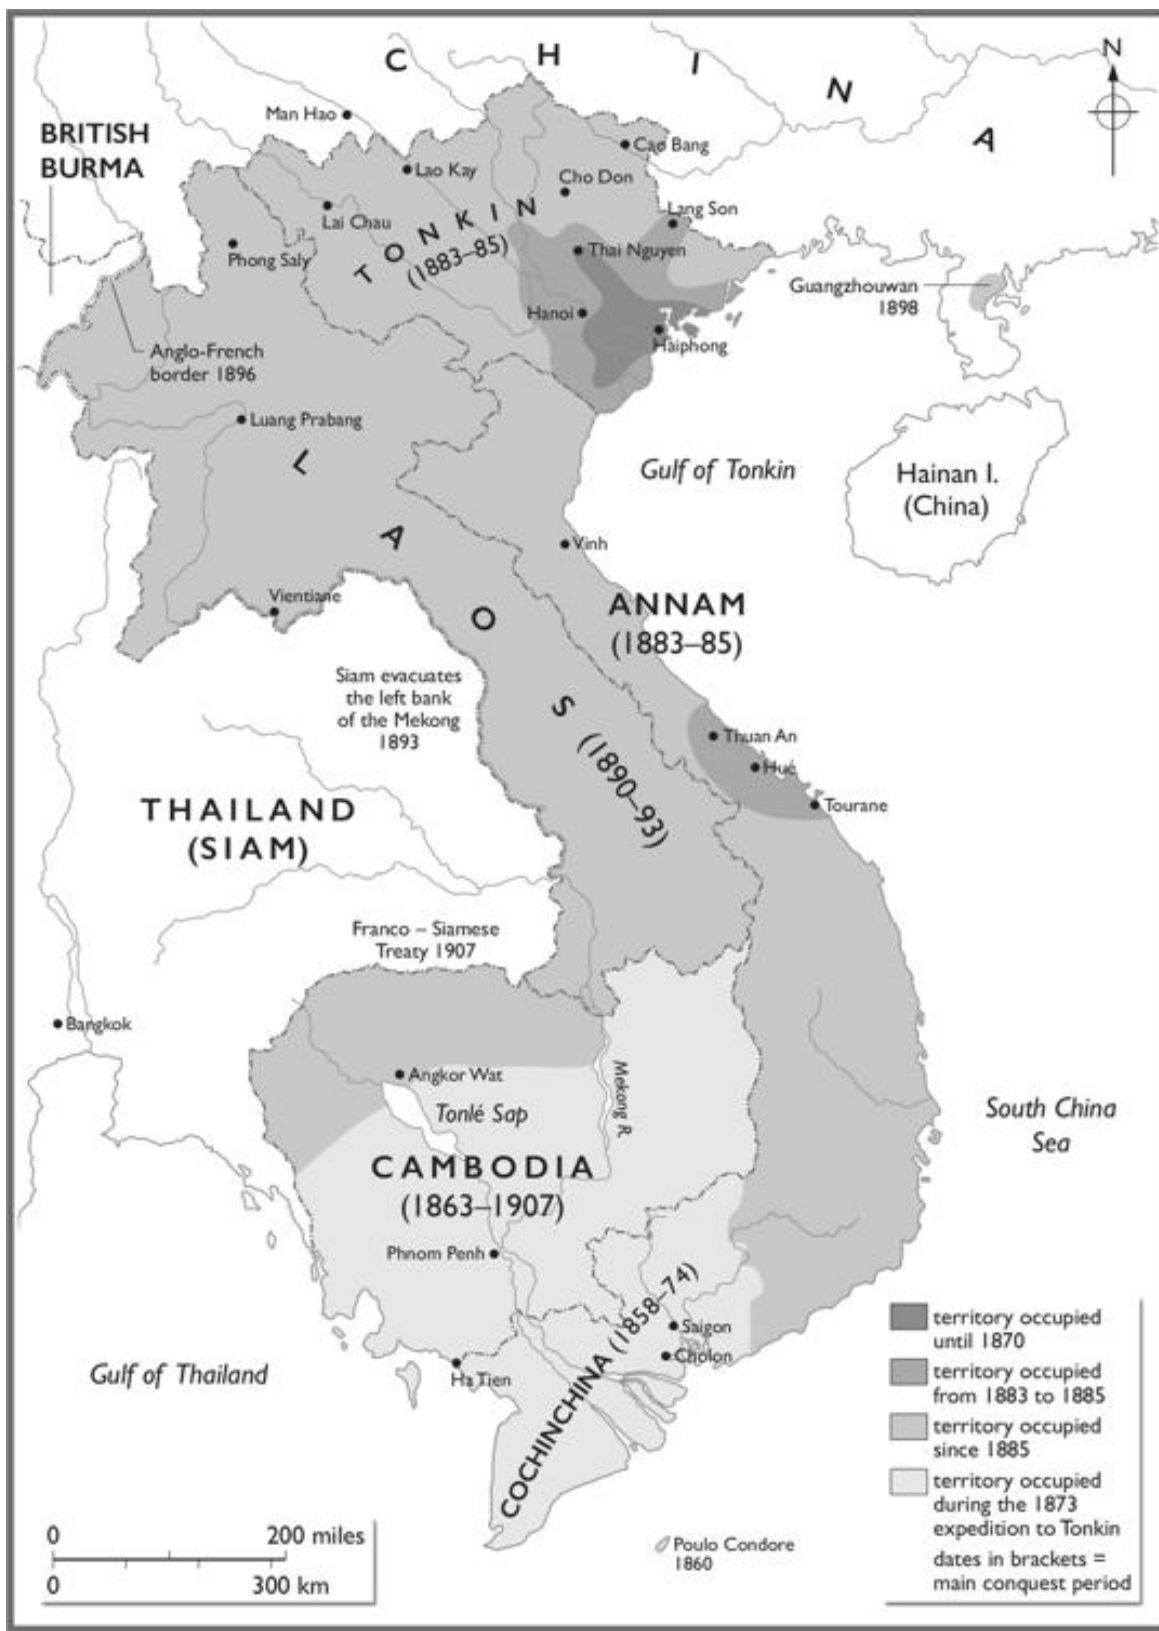 C H I N A
N
Man Hao
BRITISH
BURMA
Cao Bang
Lao Kay
Cho Don
Lai Chau
Lang Son
TONKIN
(1883–85)
Phong Saly
Thai Nguyen
Guangzhouwan
1898
Hanoi
Haiphong
Anglo-French
border 1896
Luang Prabang
LAOS (1890–93)
Gulf of Tonkin
Hainan I.
(China)
Vinh
Vientiane
ANNAM
(1883–85)
Siam evacuates
the left bank
of the Mekong
1893
Thuan An
Hué
Tourane
THAILAND
(SIAM)
Franco – Siamese
Treaty 1907
Bangkok
Angkor Wat
Mekong R.
Tonlé Sap
South China
Sea
CAMBODIA
(1863–1907)
Phnom Penh
COCHINCHINA (1858–74)
Saigon
Cholon
Ha Tien
Gulf of Thailand
territory occupied
until 1870
territory occupied
from 1883 to 1885
territory occupied
since 1885
territory occupied
during the 1873
expedition to Tonkin
dates in brackets =
main conquest period
0 200 miles
0 300 km
Poulo Condore
1860